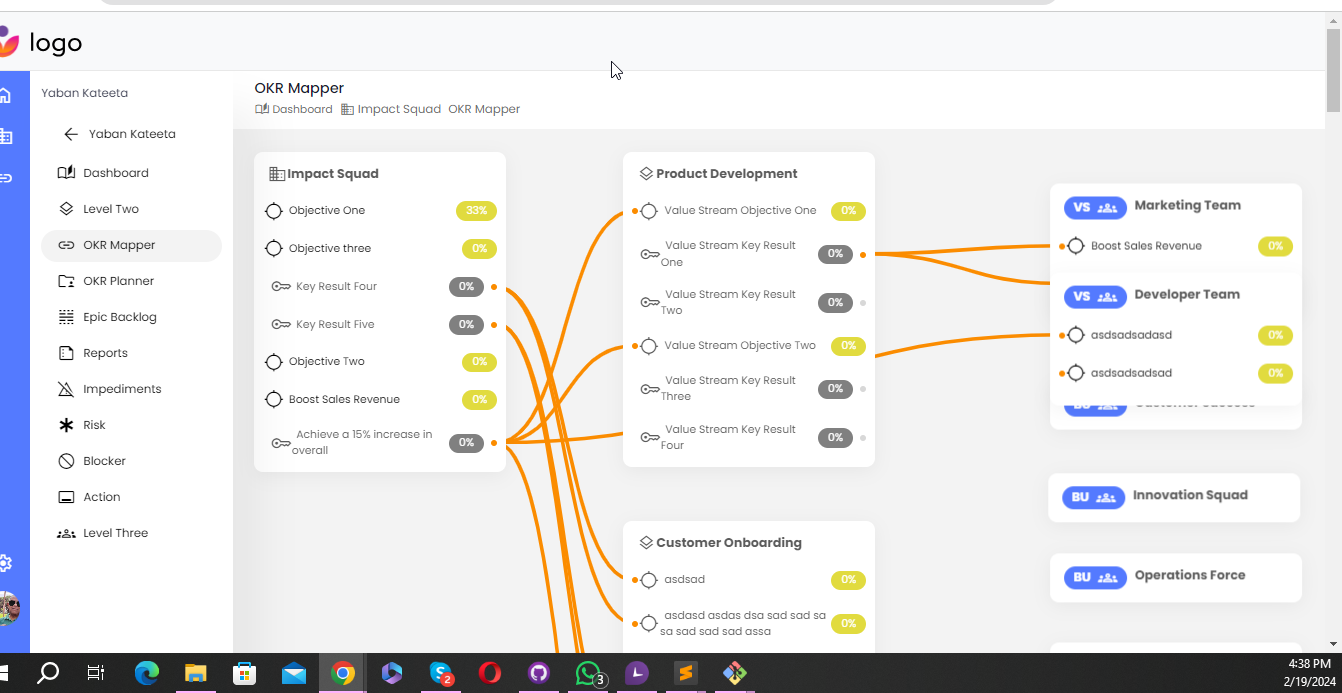 logo
Yaban Kateeta
Yaban Kateeta
Dashboard
Level Two
OKR Mapper
OKR Planner
Epic Backlog
Reports
Impediments
Risk
Blocker
Action
Level Three
OKR Mapper
Dashboard Impact Squad OKR Mapper
Impact Squad
Objective One 33%
Objective three 0%
Key Result Four 0%
Key Result Five 0%
Objective Two 0%
Boost Sales Revenue 0%
Achieve a 15% increase in
overall 0%
Product Development
Value Stream Objective One 0%
Value Stream Key Result
One 0%
Value Stream Key Result
Two 0%
Value Stream Objective Two 0%
Value Stream Key Result
Three 0%
Value Stream Key Result
Four 0%
Customer Onboarding
asdsad 0%
asdasd asdas dsa sad sad sa
sa sad sad sad assa 0%
VS Marketing Team
Boost Sales Revenue 0%
VS Developer Team
asdsadsadasd 0%
asdsadsadsad 0%
BU Customer Success
BU Innovation Squad
BU Operations Force
2
3
4:38 PM
2/19/2024